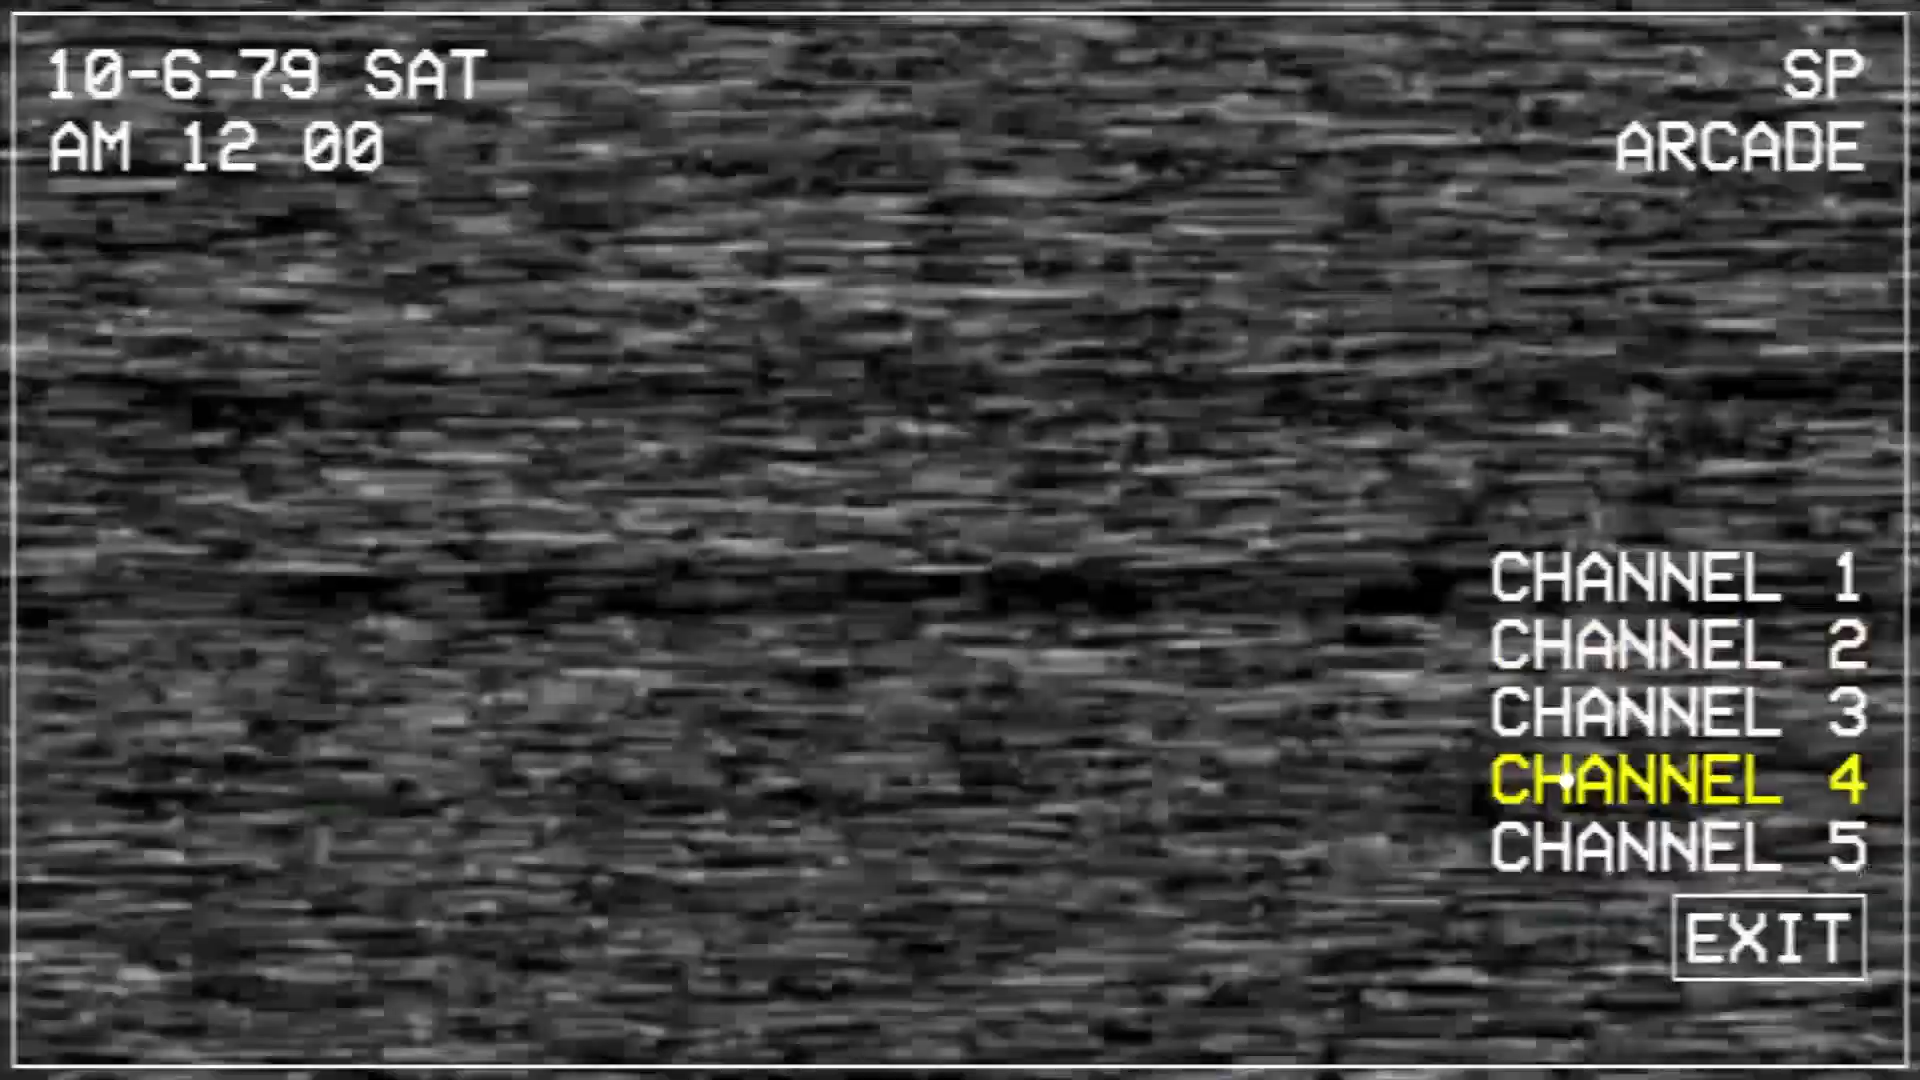 10-6-79 SAT
AM 12 00
SP
ARCADE
CHANNEL 1
CHANNEL 2
CHANNEL 3
CHANNEL 4
CHANNEL 5
EXIT